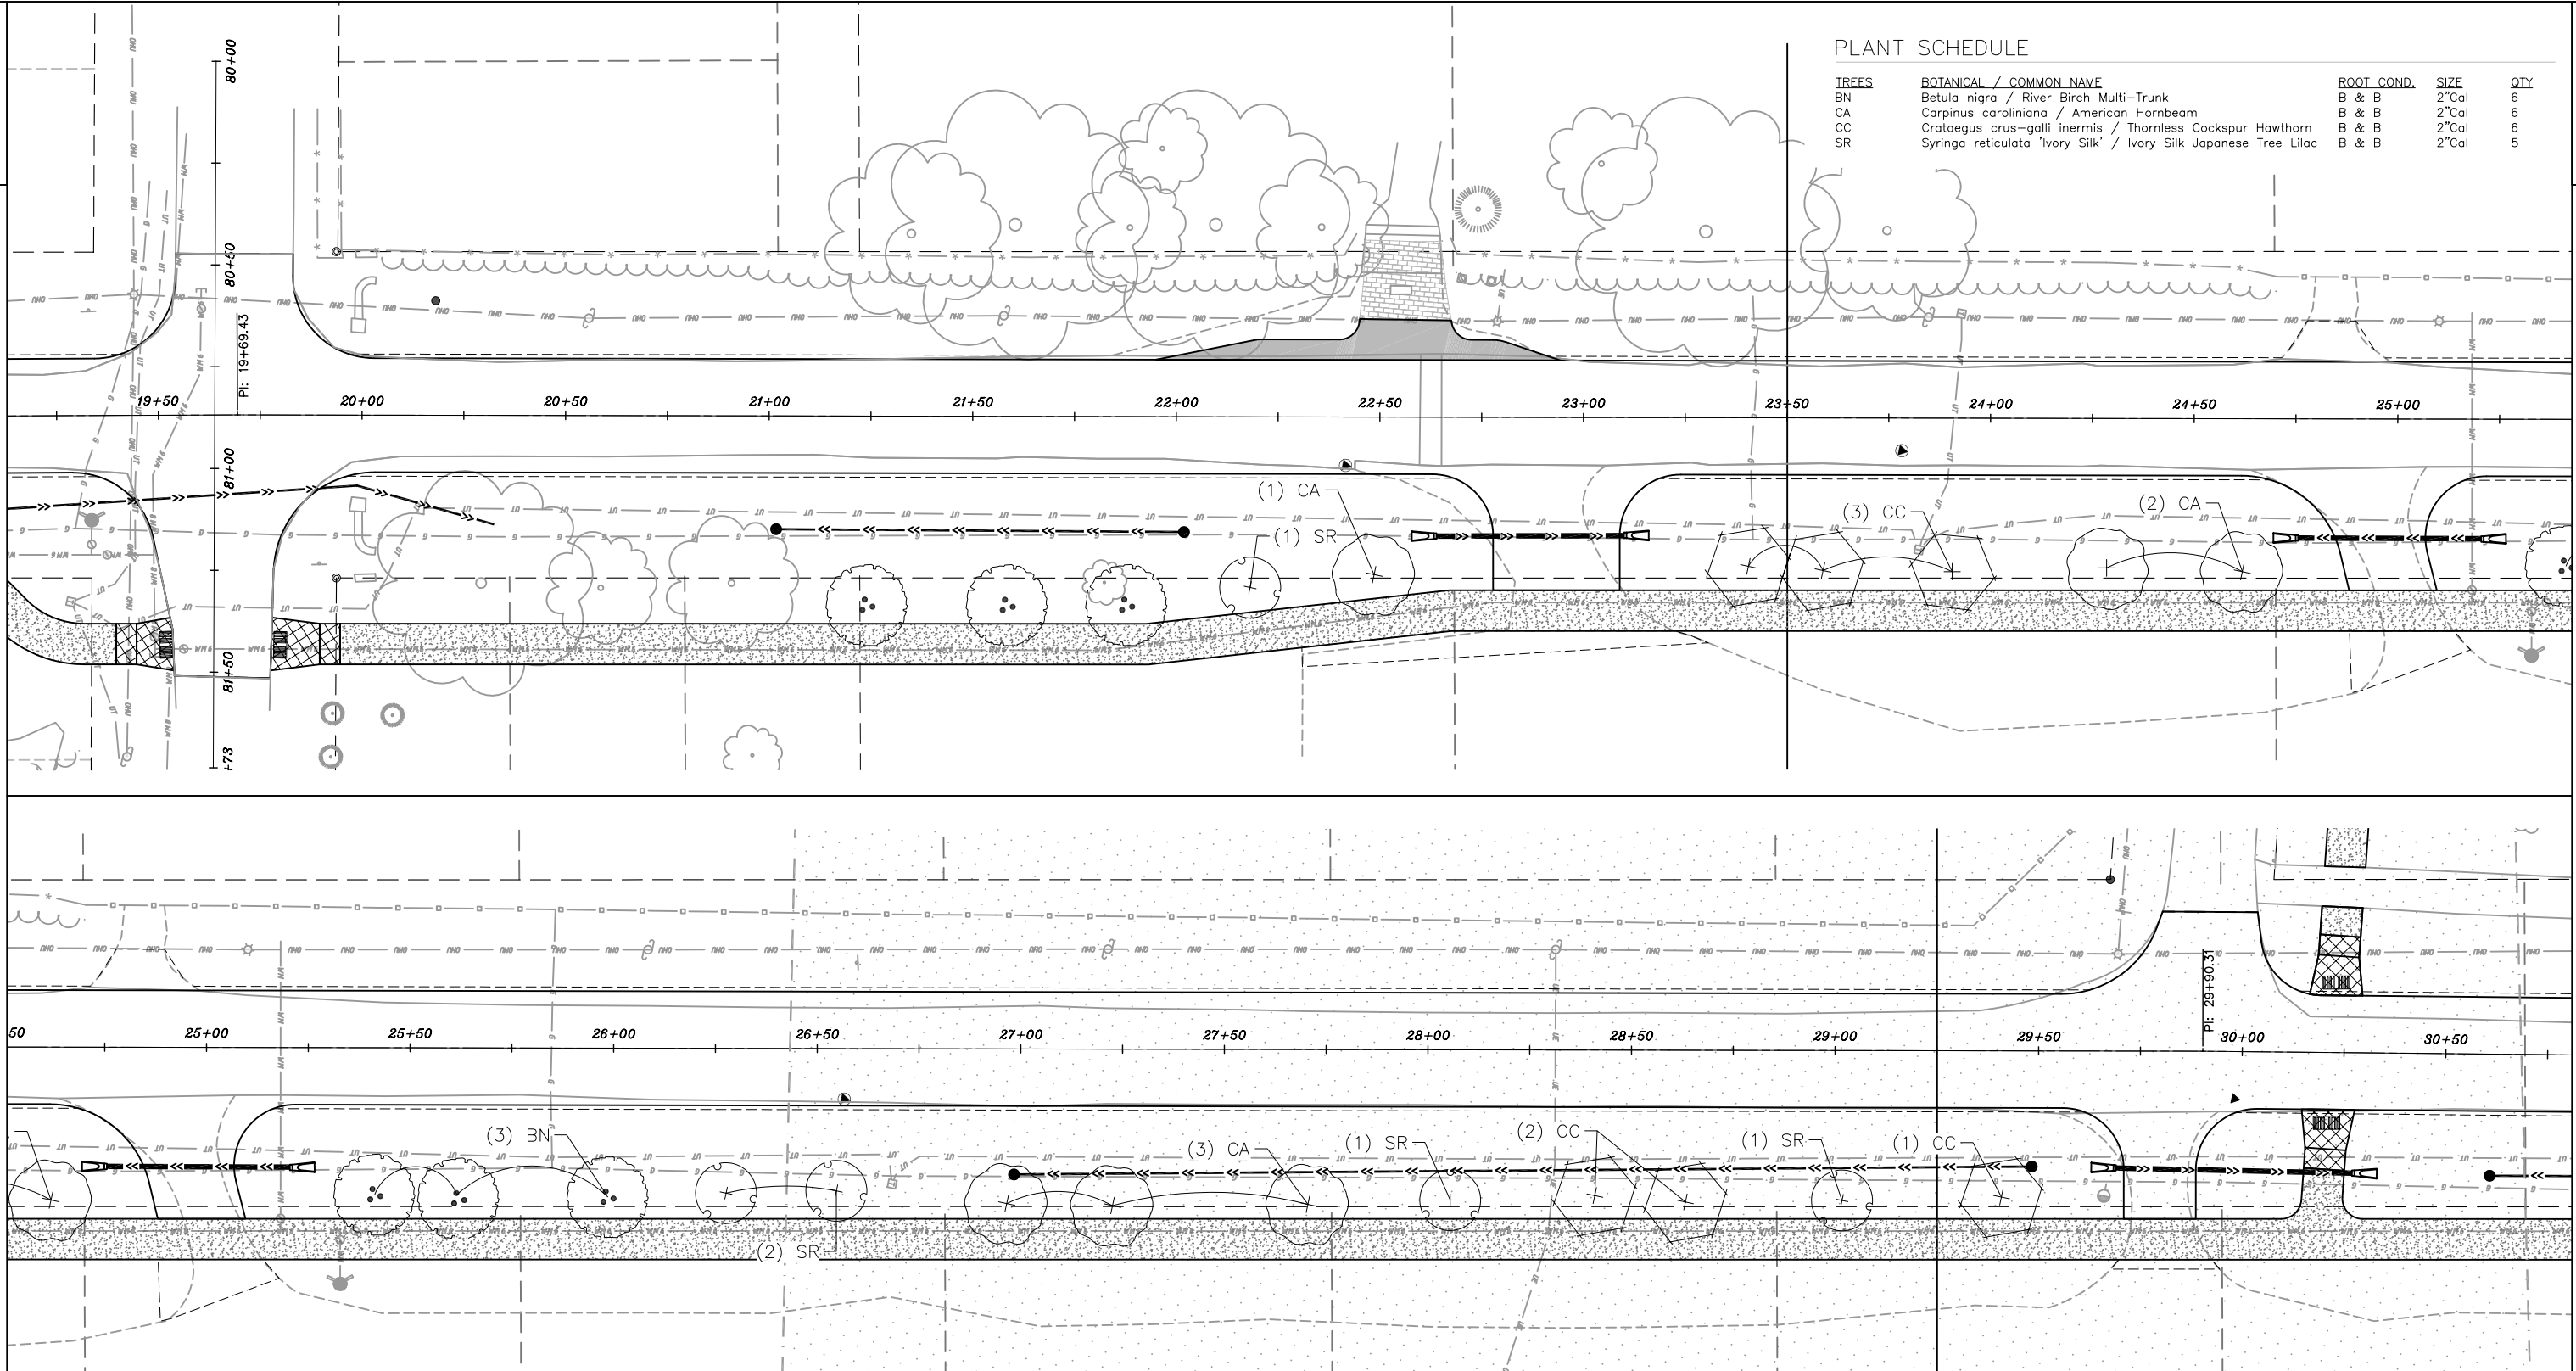 PLANT SCHEDULE
TREES BOTANICAL / COMMON NAME ROOT COND. SIZE QTY
BN Betula nigra / River Birch Multi-Trunk B & B 2"Cal 6
CA Carpinus caroliniana / American Hornbeam B & B 2"Cal 6
CC Crataegus crus-galli inermis / Thornless Cockspur Hawthorn B & B 2"Cal 6
SR Syringa reticulata 'Ivory Silk' / Ivory Silk Japanese Tree Lilac B & B 2"Cal 5
80+00
80+50
PI: 19+69.43
19+50 20+00 20+50 21+00 21+50 22+00 22+50 23+00 23+50 24+00 24+50 25+00
81+00
(1) CA
(1) SR
(3) CC
(2) CA
81+50
+73
PI: 29+90.31
50 25+00 25+50 26+00 26+50 27+00 27+50 28+00 28+50 29+00 29+50 30+00 30+50
(3) BN
(3) CA
(1) SR
(2) CC
(1) SR
(1) CC
(2) SR